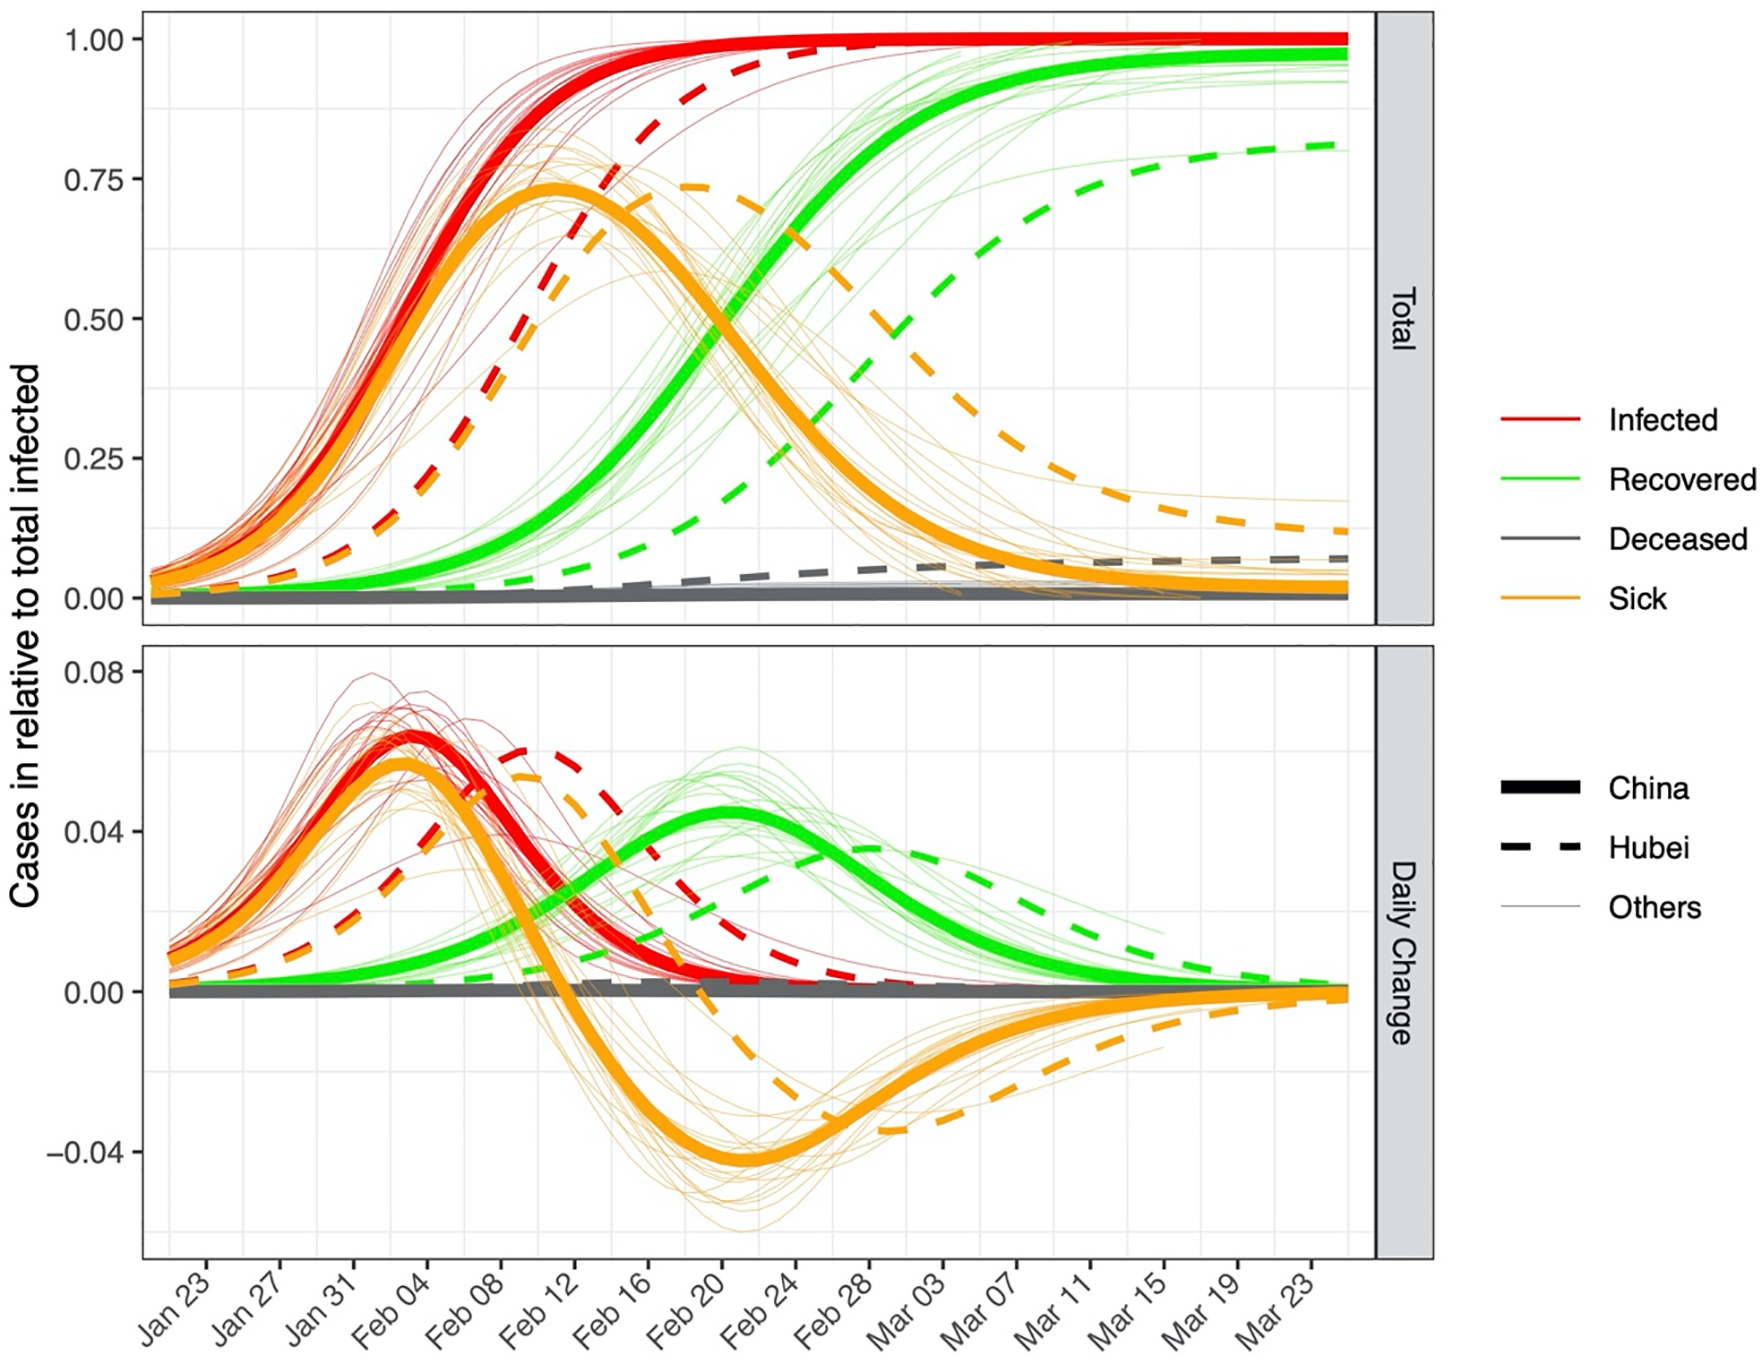 Cases in relative to total infected
1.00
0.75
0.50
0.25
0.00
Total
0.08
0.04
0.00
−0.04
Daily Change
Jan 23
Jan 27
Jan 31
Feb 04
Feb 08
Feb 12
Feb 16
Feb 20
Feb 24
Feb 28
Mar 03
Mar 07
Mar 11
Mar 15
Mar 19
Mar 23
Infected
Recovered
Deceased
Sick
China
Hubei
Others